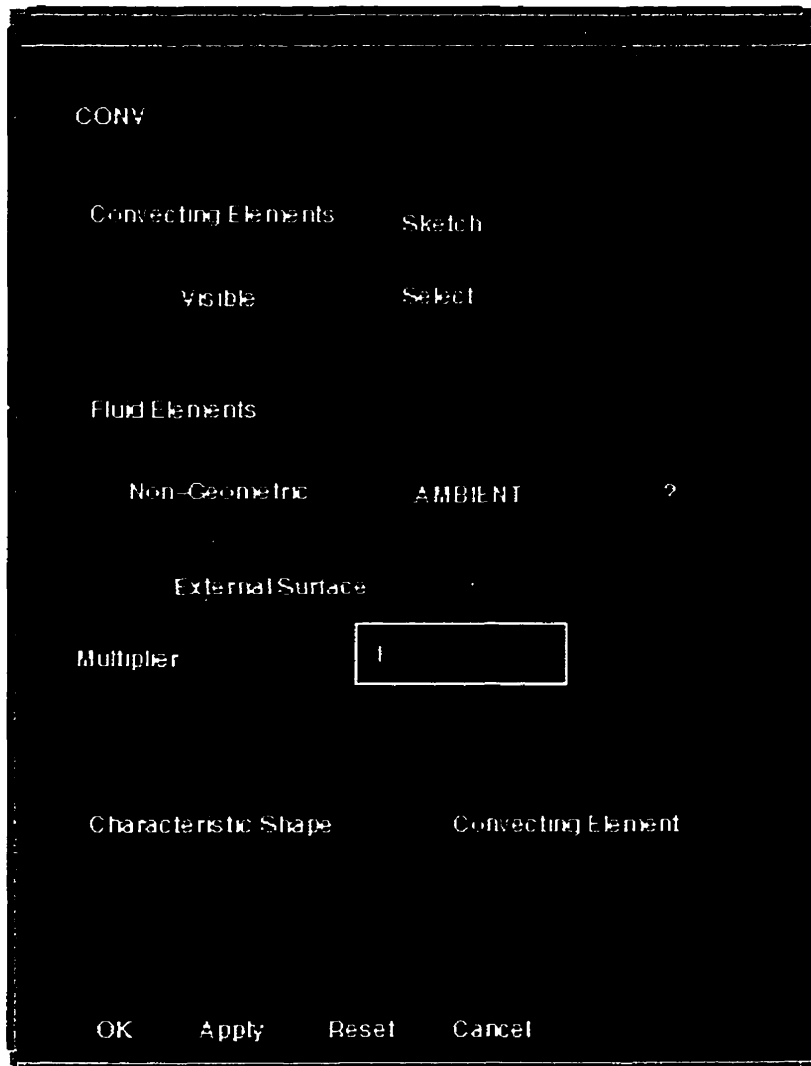 CONV
Convecting Elements Sketch
Visible Select
Fluid Elements
Non-Geometric AMBIENT ?
External Surface
Multiplier 1
Characteristic Shape Convecting Element
OK Apply Reset Cancel